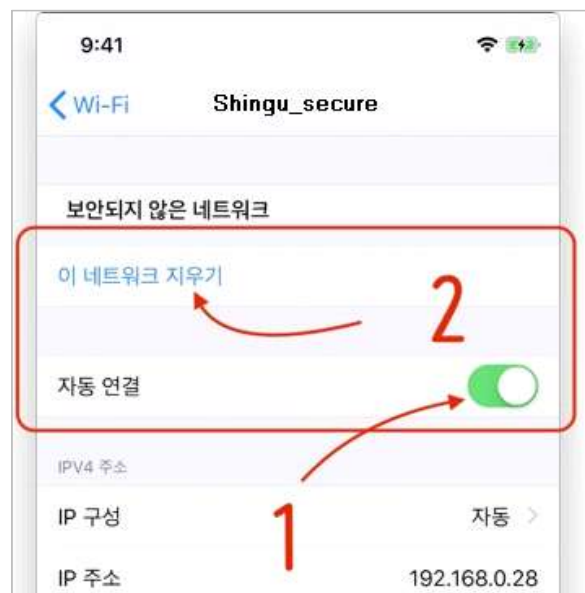 9:41
Wi-Fi Shingu_secure
보안되지 않은 네트워크
이 네트워크 지우기
2
자동 연결
IPV4 주소
IP 구성 자동
1
IP 주소 192.168.0.28